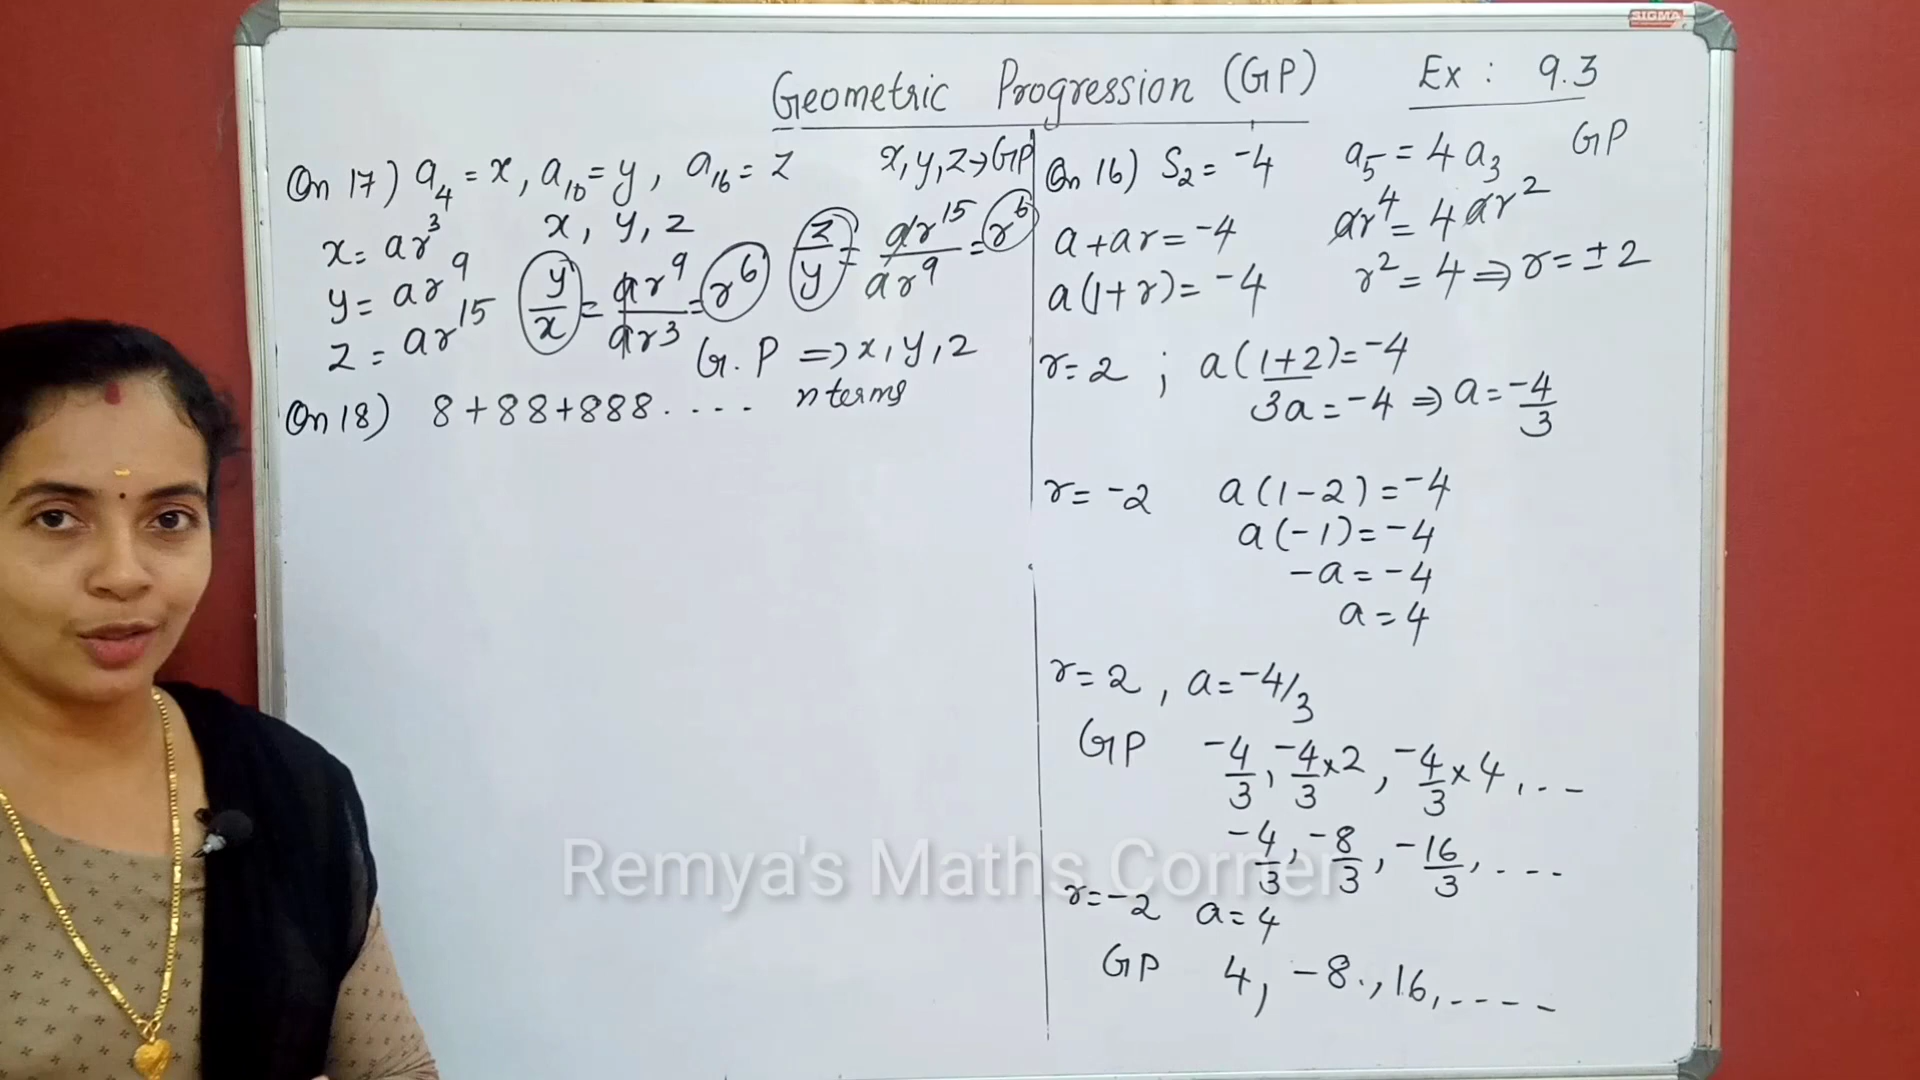 SIGMA
Geometric Progression (GP)
Ex : 9.3
Qn 17) a₄ = x, a₁₀ = y, a₁₆ = z    x, y, z → GP
x = ar³    x, y, z
y = ar⁹    y/x = ar⁹/ar³ = r⁶    z/y = ar¹⁵/ar⁹ = r⁶
z = ar¹⁵    G.P ⇒ x, y, z
Qn 18) 8 + 88 + 888 . . . .    n terms
Qn 16) S₂ = -4    a₅ = 4a₃    GP
a + ar = -4    ar⁴ = 4ar²
a(1+r) = -4    r² = 4 ⇒ r = ±2
r = 2 ; a(1+2) = -4
3a = -4 ⇒ a = -4/3
r = -2    a(1-2) = -4
a(-1) = -4
-a = -4
a = 4
r = 2, a = -4/3
GP    -4/3, -4/3 × 2, -4/3 × 4, . . .
-4/3, -8/3, -16/3, . . . .
r = -2    a = 4
GP    4, -8, 16, - - - -
Remya's Maths Corner